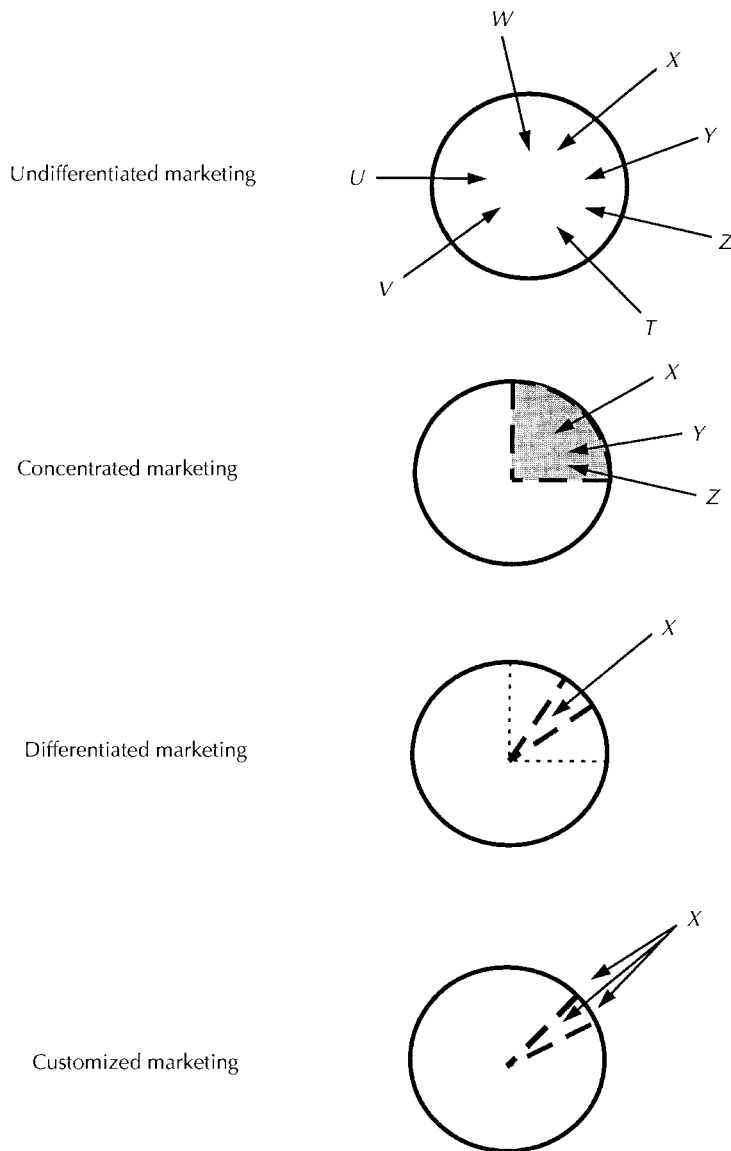 W
X
Y
Undifferentiated marketing
U
Z
V
T
X
Y
Concentrated marketing
Z
X
Differentiated marketing
X
Customized marketing